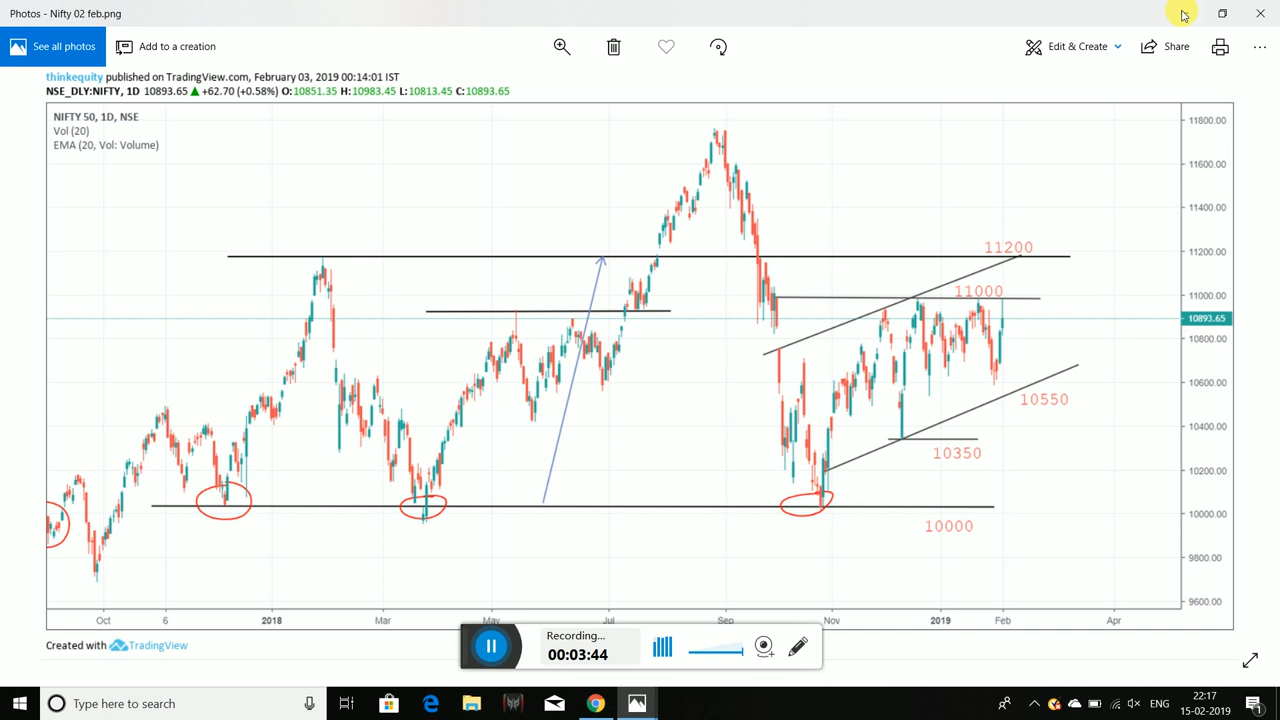 Photos - Nifty 02 feb.png
See all photos
Add to a creation
Edit & Create
Share
thinkequity published on TradingView.com, February 03, 2019 00:14:01 IST
NSE_DLY:NIFTY, 1D 10893.65 ▲ +62.70 (+0.58%) O:10851.35 H:10983.45 L:10813.45 C:10893.65
NIFTY 50, 1D, NSE
Vol (20)
EMA (20, Vol: Volume)
11800.00
11600.00
11400.00
11200.00
11200
11000
11000.00
10893.65
10800.00
10600.00
10550
10400.00
10350
10200.00
10000.00
10000
9800.00
9600.00
Oct 6 2018 Mar May Jul Sep Nov 2019 Feb Apr
Created with TradingView
Recording...
00:03:44
Type here to search
ENG
22:17
15-02-2019
1